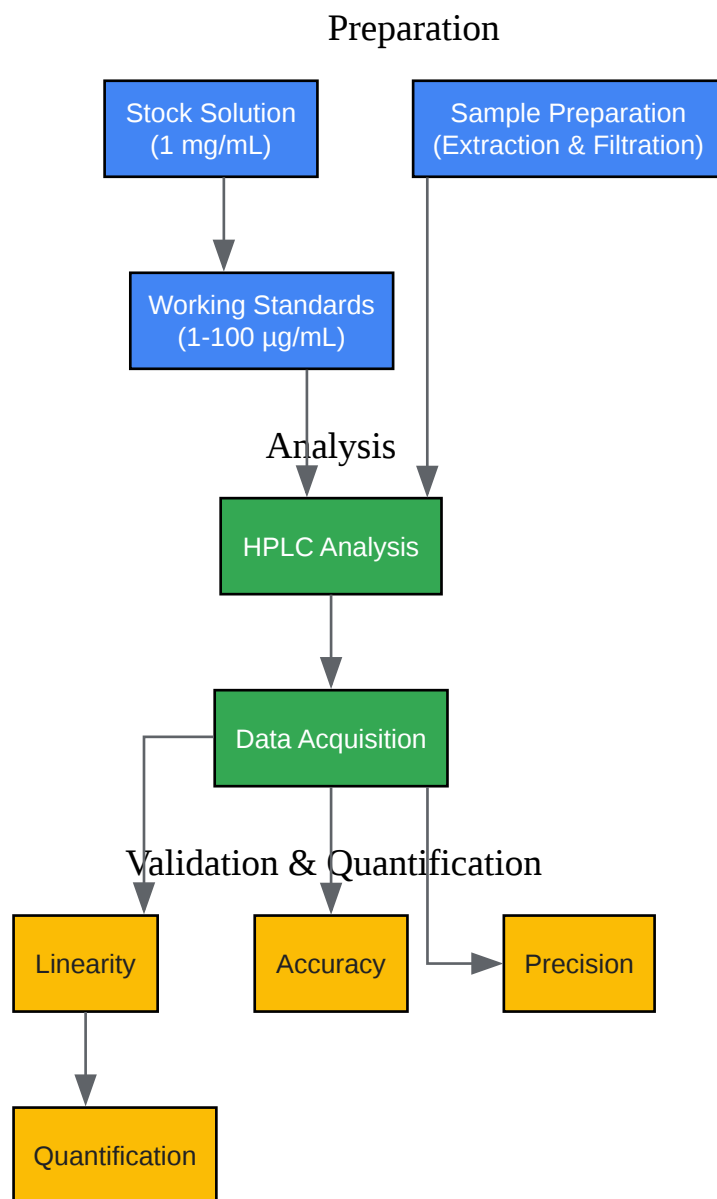 Preparation
Stock Solution
(1 mg/mL)
Sample Preparation
(Extraction & Filtration)
Working Standards
(1-100 µg/mL)
Analysis
HPLC Analysis
Data Acquisition
Validation & Quantification
Linearity
Accuracy
Precision
Quantification